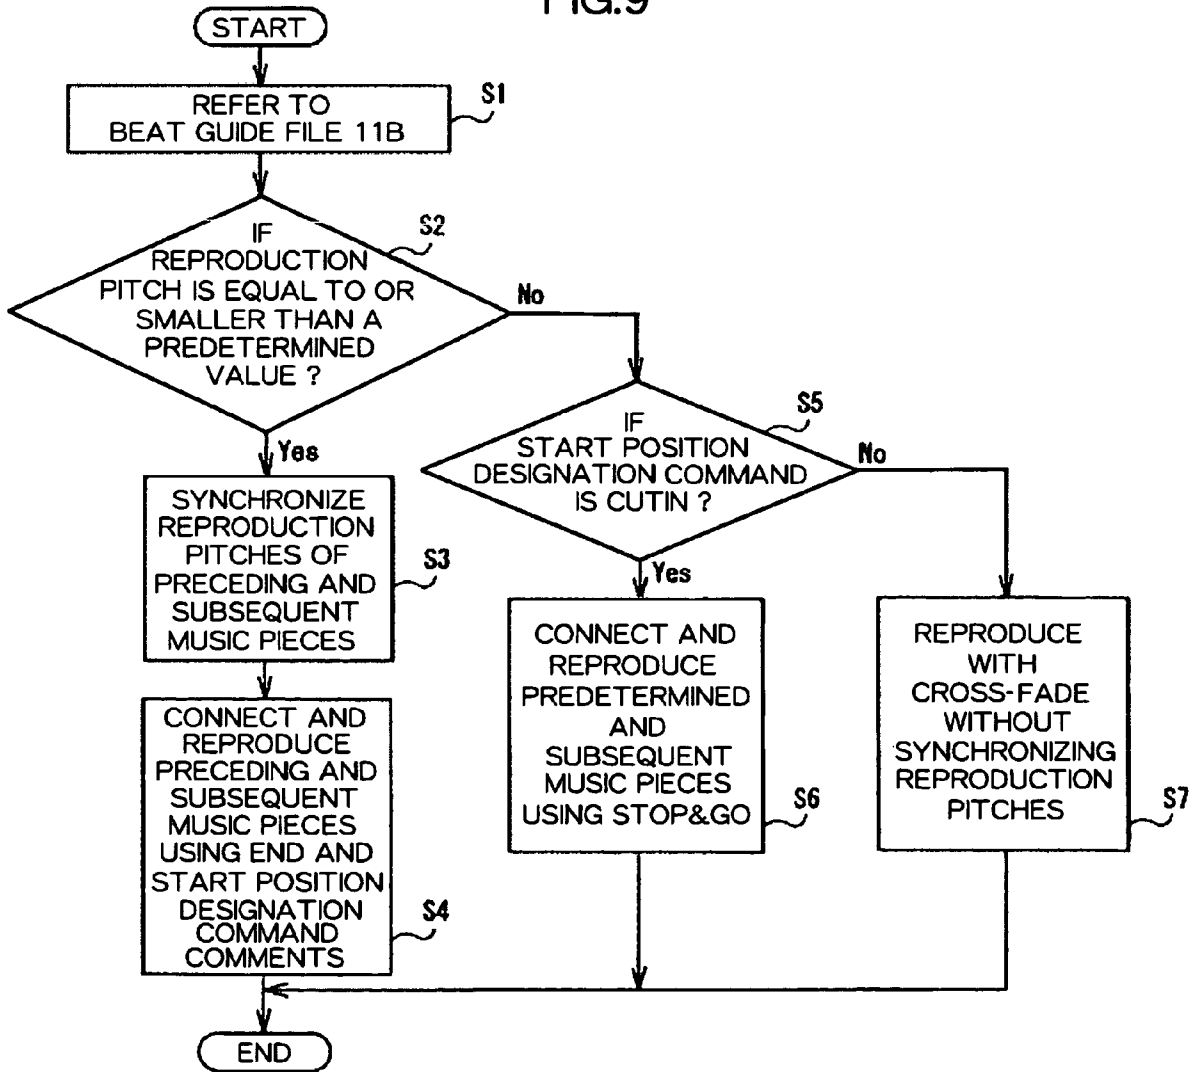 FIG.9
START
REFER TO
BEAT GUIDE FILE 11B
S1
IF
REPRODUCTION
PITCH IS EQUAL TO OR
SMALLER THAN A
PREDETERMINED
VALUE ?
S2
No
Yes
SYNCHRONIZE
REPRODUCTION
PITCHES OF
PRECEDING AND
SUBSEQUENT
MUSIC PIECES
S3
CONNECT AND
REPRODUCE
PRECEDING AND
SUBSEQUENT
MUSIC PIECES
USING END AND
START POSITION
DESIGNATION
COMMAND
COMMENTS
S4
IF
START POSITION
DESIGNATION COMMAND
IS CUTIN ?
S5
No
Yes
CONNECT AND
REPRODUCE
PREDETERMINED
AND
SUBSEQUENT
MUSIC PIECES
USING STOP&GO
S6
REPRODUCE
WITH
CROSS-FADE
WITHOUT
SYNCHRONIZING
REPRODUCTION
PITCHES
S7
END